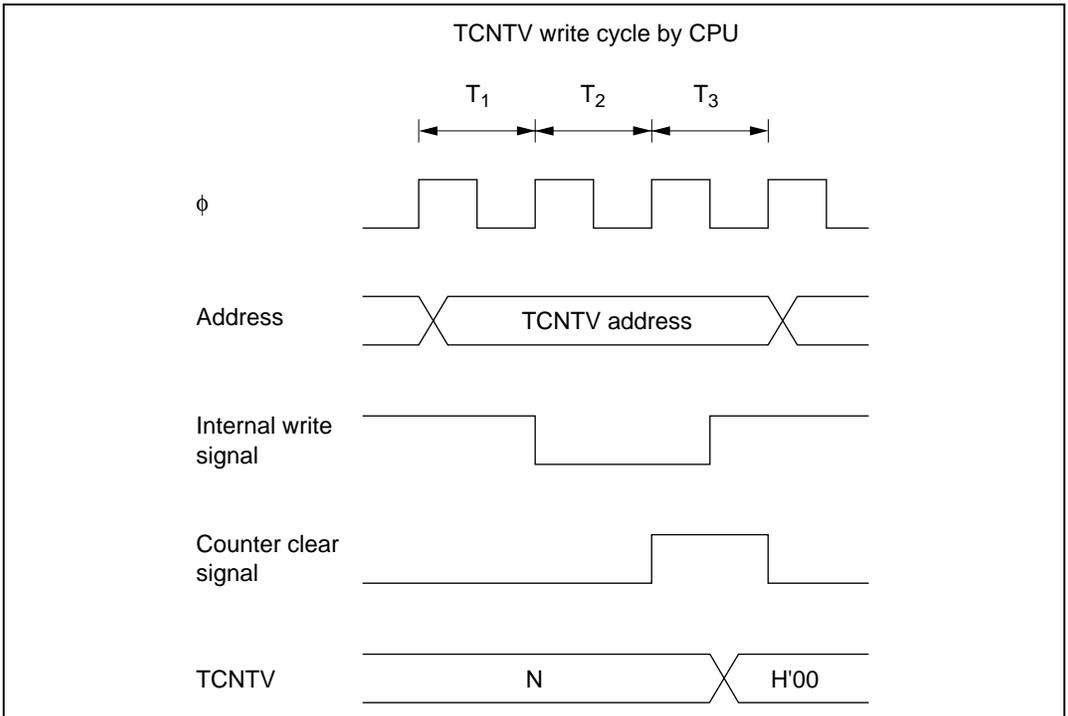 TCNTV write cycle by CPU
T1 T2 T3
ϕ
Address
TCNTV address
Internal write
signal
Counter clear
signal
TCNTV
N
H'00